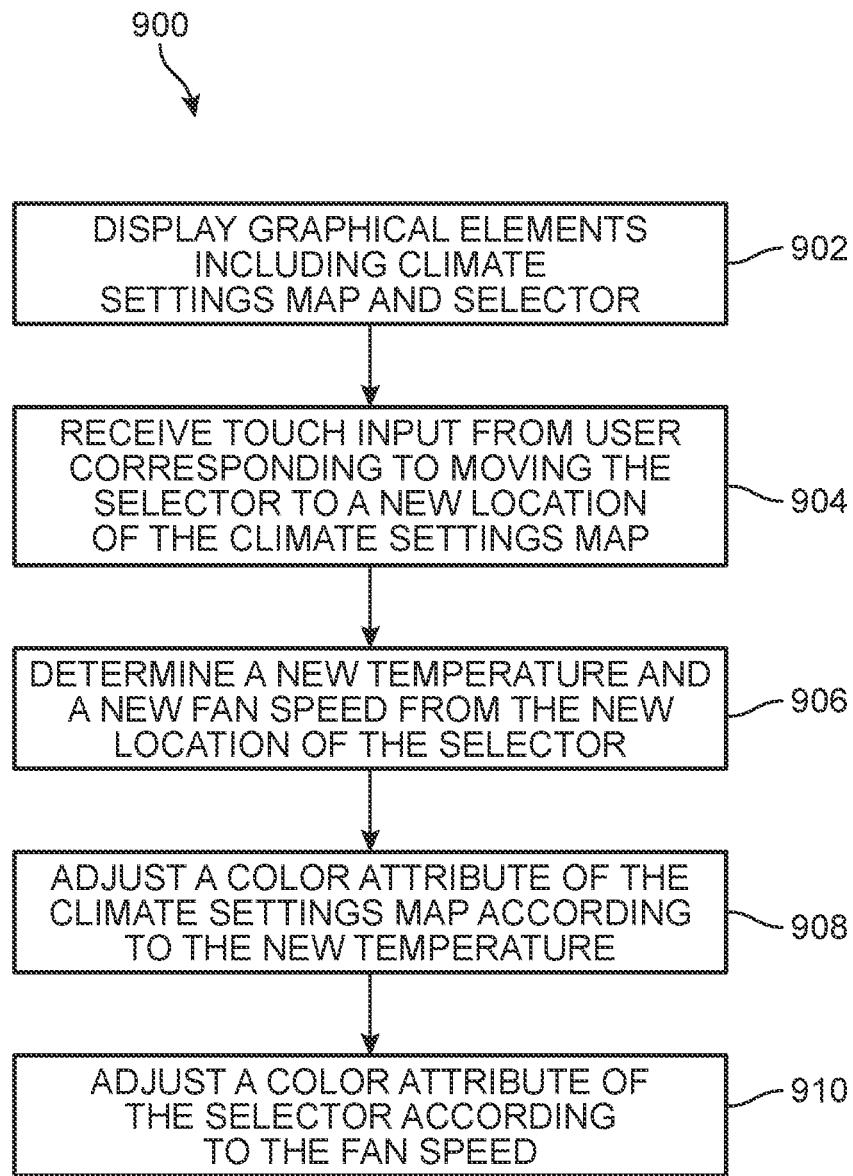 900
DISPLAY GRAPHICAL ELEMENTS
INCLUDING CLIMATE
SETTINGS MAP AND SELECTOR
902
RECEIVE TOUCH INPUT FROM USER
CORRESPONDING TO MOVING THE
SELECTOR TO A NEW LOCATION
OF THE CLIMATE SETTINGS MAP
904
DETERMINE A NEW TEMPERATURE AND
A NEW FAN SPEED FROM THE NEW
LOCATION OF THE SELECTOR
906
ADJUST A COLOR ATTRIBUTE OF THE
CLIMATE SETTINGS MAP ACCORDING
TO THE NEW TEMPERATURE
908
ADJUST A COLOR ATTRIBUTE OF
THE SELECTOR ACCORDING
TO THE FAN SPEED
910